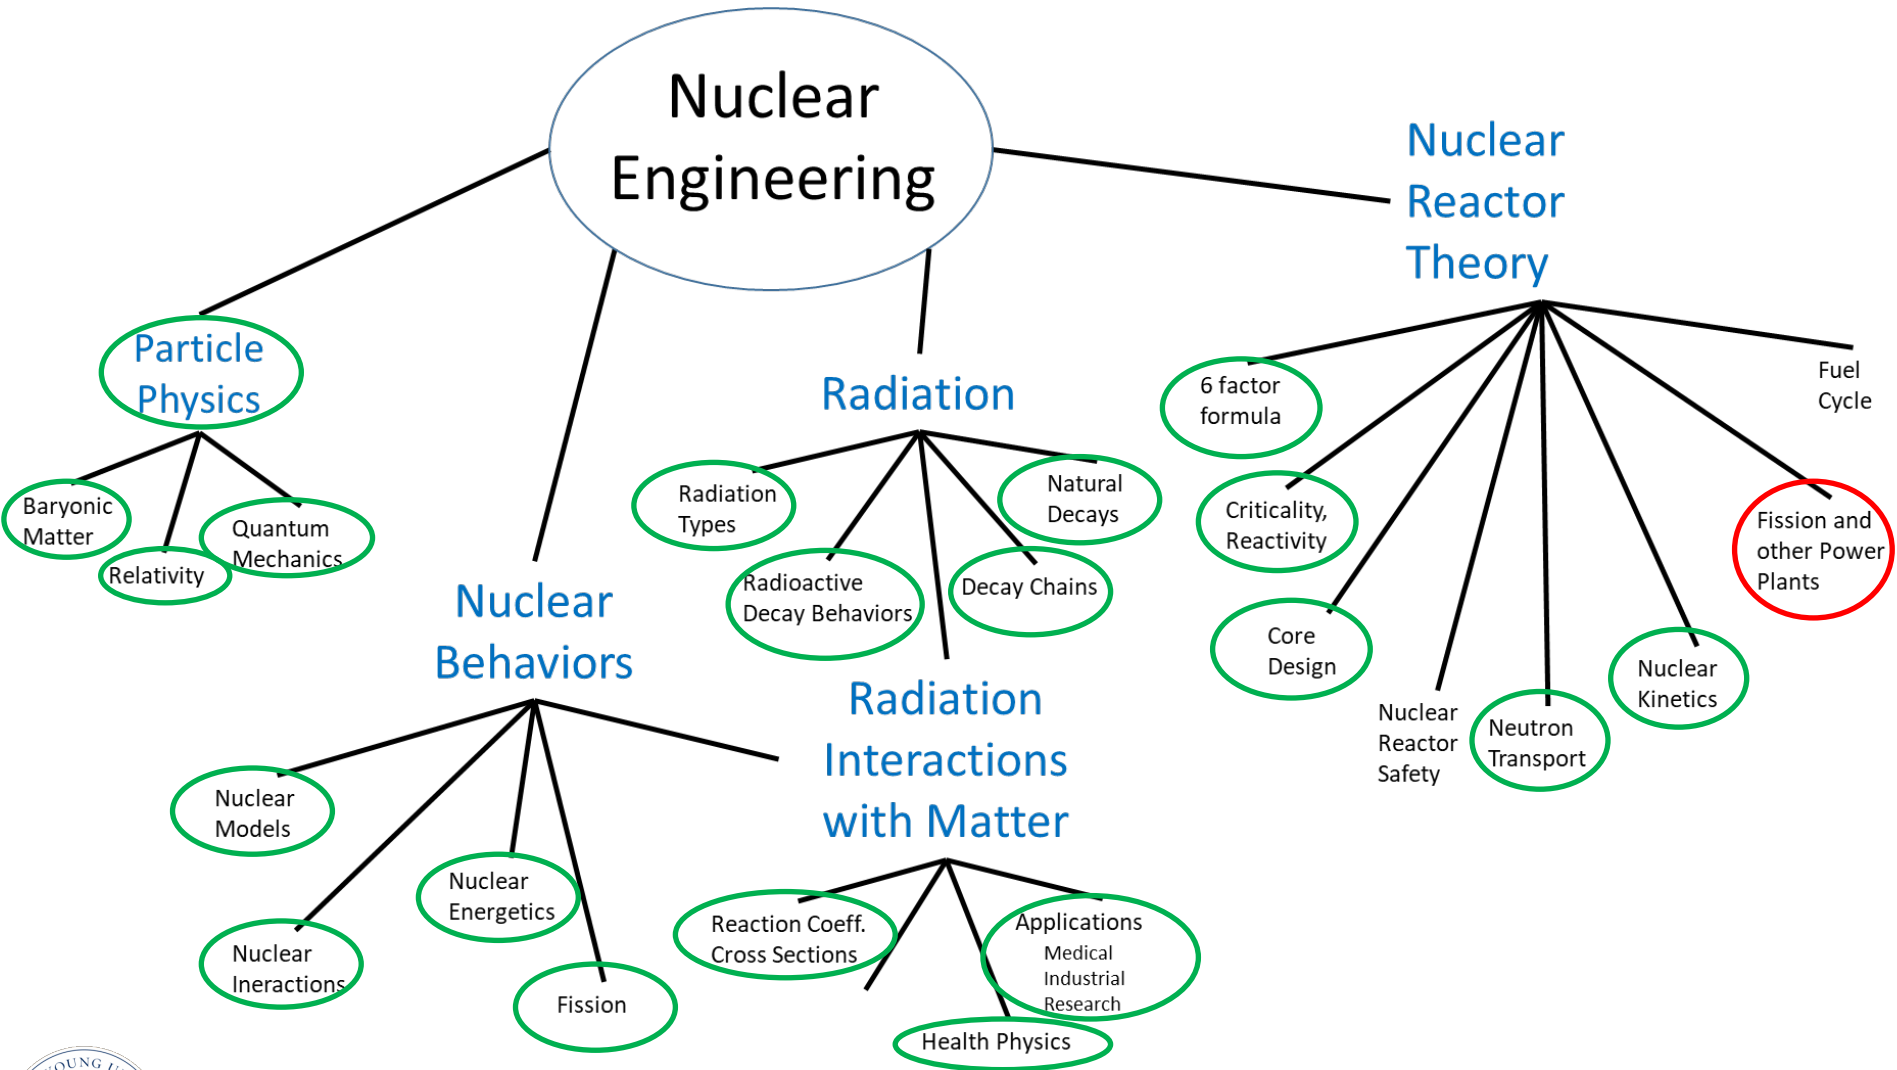 Nuclear
Engineering
Nuclear
Reactor
Theory
Particle
Physics
Baryonic
Matter
Relativity
Quantum
Mechanics
Nuclear
Behaviors
Nuclear
Models
Nuclear
Ineractions
Nuclear
Energetics
Fission
Radiation
Radiation
Types
Radioactive
Decay Behaviors
Decay Chains
Natural
Decays
Radiation
Interactions
with Matter
Reaction Coeff.
Cross Sections
Health Physics
Applications
Medical
Industrial
Research
6 factor
formula
Criticality,
Reactivity
Core
Design
Nuclear
Reactor
Safety
Neutron
Transport
Nuclear
Kinetics
Fission and
other Power
Plants
Fuel
Cycle